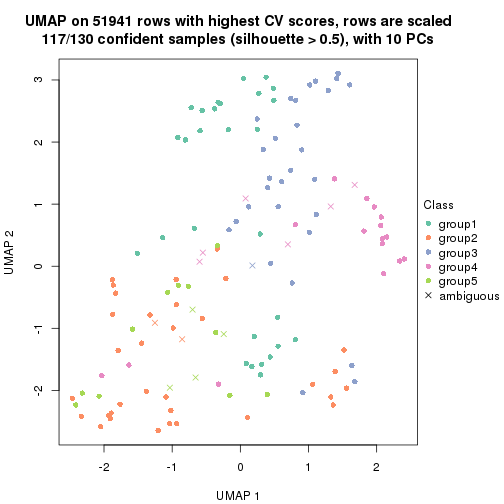 UMAP on 51941 rows with highest CV scores, rows are scaled
117/130 confident samples (silhouette > 0.5), with 10 PCs
3
2
1
0
-1
-2
UMAP 2
-2
-1
0
1
2
UMAP 1
Class
group1
group2
group3
group4
group5
ambiguous